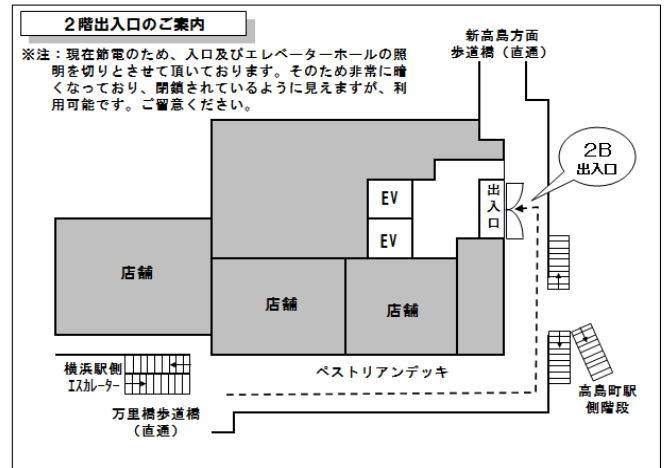 2階出入口のご案内
※注：現在節電のため、入口及びエレベーターホールの照
明を切りとさせて頂いております。そのため非常に暗
くなっており、閉鎖されているように見えますが、利
用可能です。ご留意ください。
新高島方面
歩道橋（直通）
2B
出入口
出入口
EV
EV
店舗
店舗
店舗
横浜駅側
エスカレーター
ペストリアンデッキ
万里橋歩道橋
（直通）
高島町駅
側階段